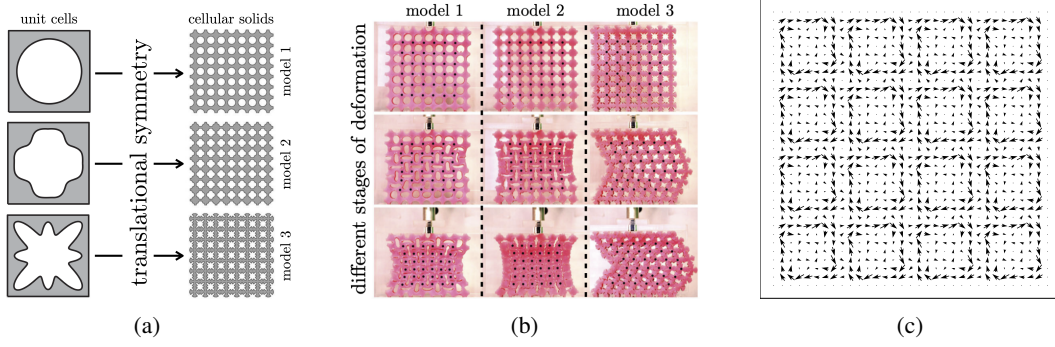 unit cells
cellular solids
translational symmetry
model 1
model 2
model 3
(a)
model 1
model 2
model 3
different stages of deformation
(b)
(c)